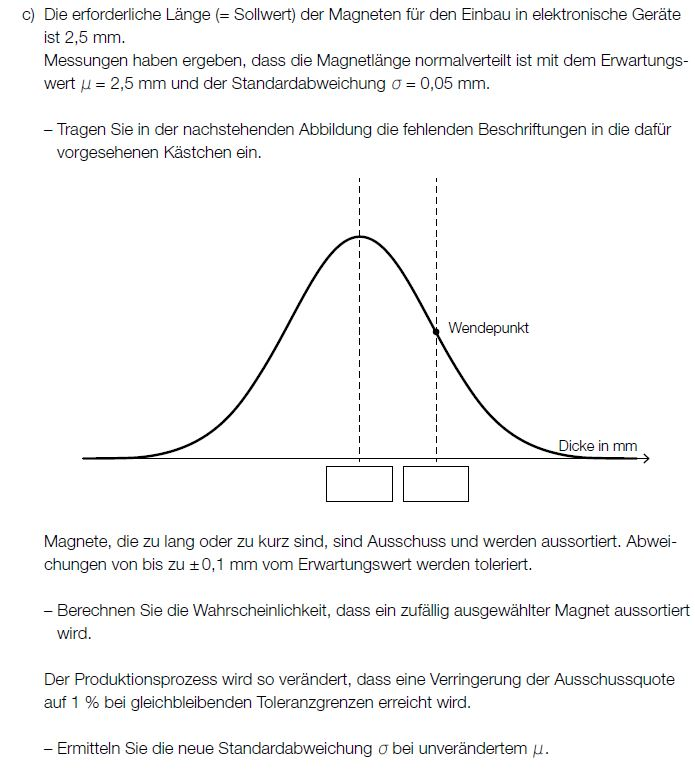 c) Die erforderliche Länge (= Sollwert) der Magneten für den Einbau in elektronische Geräte
ist 2,5 mm.
Messungen haben ergeben, dass die Magnetlänge normalverteilt ist mit dem Erwartungs-
wert μ = 2,5 mm und der Standardabweichung σ = 0,05 mm.
– Tragen Sie in der nachstehenden Abbildung die fehlenden Beschriftungen in die dafür
vorgesehenen Kästchen ein.
Wendepunkt
Dicke in mm
Magnete, die zu lang oder zu kurz sind, sind Ausschuss und werden aussortiert. Abwei-
chungen von bis zu ±0,1 mm vom Erwartungswert werden toleriert.
– Berechnen Sie die Wahrscheinlichkeit, dass ein zufällig ausgewählter Magnet aussortiert
wird.
Der Produktionsprozess wird so verändert, dass eine Verringerung der Ausschussquote
auf 1 % bei gleichbleibenden Toleranzgrenzen erreicht wird.
– Ermitteln Sie die neue Standardabweichung σ bei unverändertem μ.